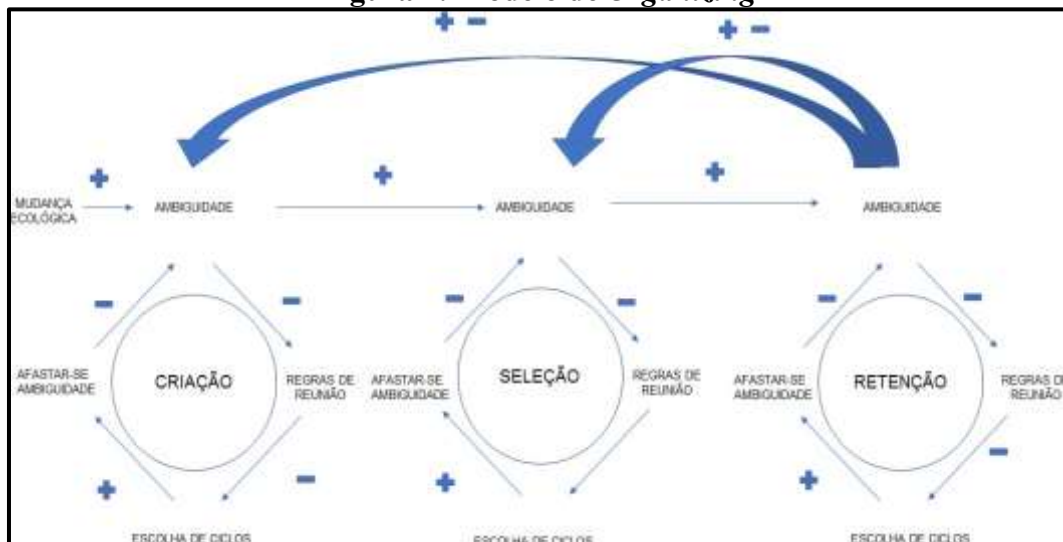 + −
+ −
+
+
+
MUDANÇA
ECOLÓGICA
AMBIGUIDADE
AMBIGUIDADE
AMBIGUIDADE
−
−
−
−
−
−
AFASTAR-SE
AMBIGUIDADE
CRIAÇÃO
REGRAS DE
REUNIÃO
AFASTAR-SE
AMBIGUIDADE
SELEÇÃO
REGRAS DE
REUNIÃO
AFASTAR-SE
AMBIGUIDADE
RETENÇÃO
REGRAS DE
REUNIÃO
+
−
+
+
−
ESCOLHA DE CICLOS
ESCOLHA DE CICLOS
ESCOLHA DE CICLOS